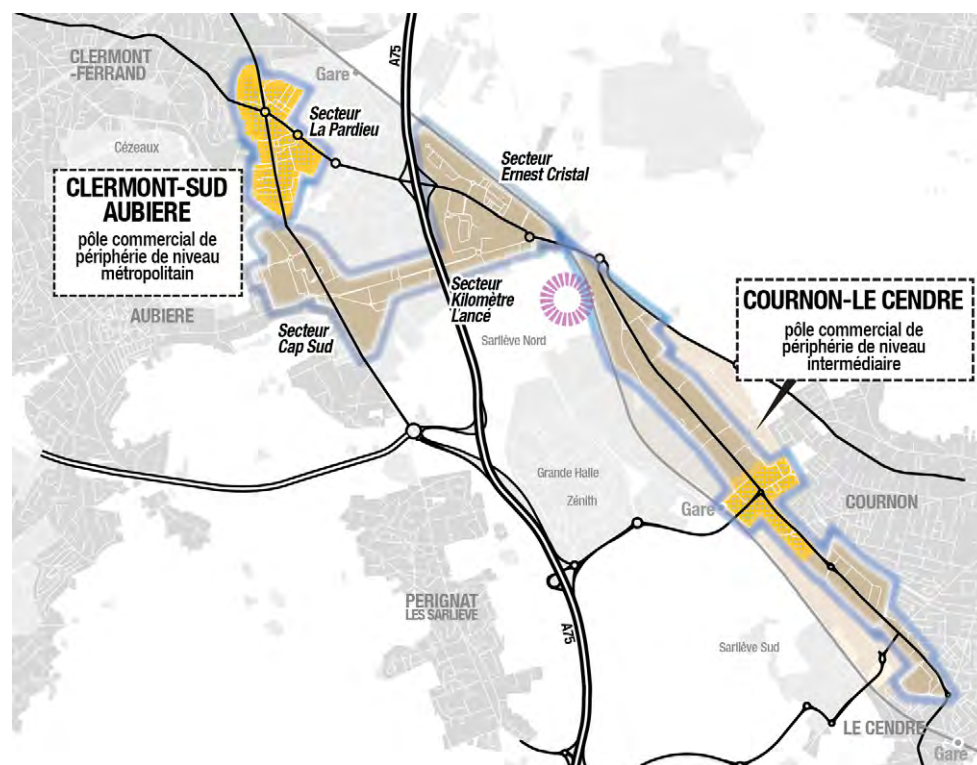 CLERMONT
-FERRAND
Gare
A75
Secteur
La Pardieu
Cézeaux
Secteur
Ernest Cristal
CLERMONT-SUD
AUBIERE
pôle commercial de
périphérie de niveau
métropolitain
AUBIERE
Secteur
Kilomètre
Lancé
Secteur
Cap Sud
Sarliève Nord
COURNON-LE CENDRE
pôle commercial de
périphérie de niveau
intermédiaire
Grande Halle
Zénith
Gare
COURNON
PERIGNAT
LES SARLIEVE
A75
Sarliève Sud
LE CENDRE
Gare